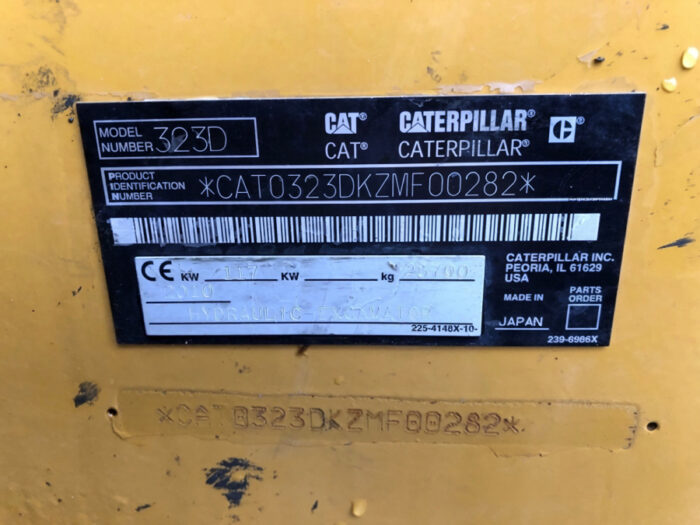 MODEL NUMBER 323D
CAT® CATERPILLAR® C
CAT® CATERPILLAR®
PRODUCT IDENTIFICATION NUMBER *CAT0323DKZMF00282*
CE KW 117 KW kg 25700
2010
HYDRAULIC EXCAVATOR
225-4148X-10-
CATERPILLAR INC.
PEORIA, IL 61629
USA
MADE IN JAPAN
PARTS ORDER
239-6986X
*CAT0323DKZMF00282*